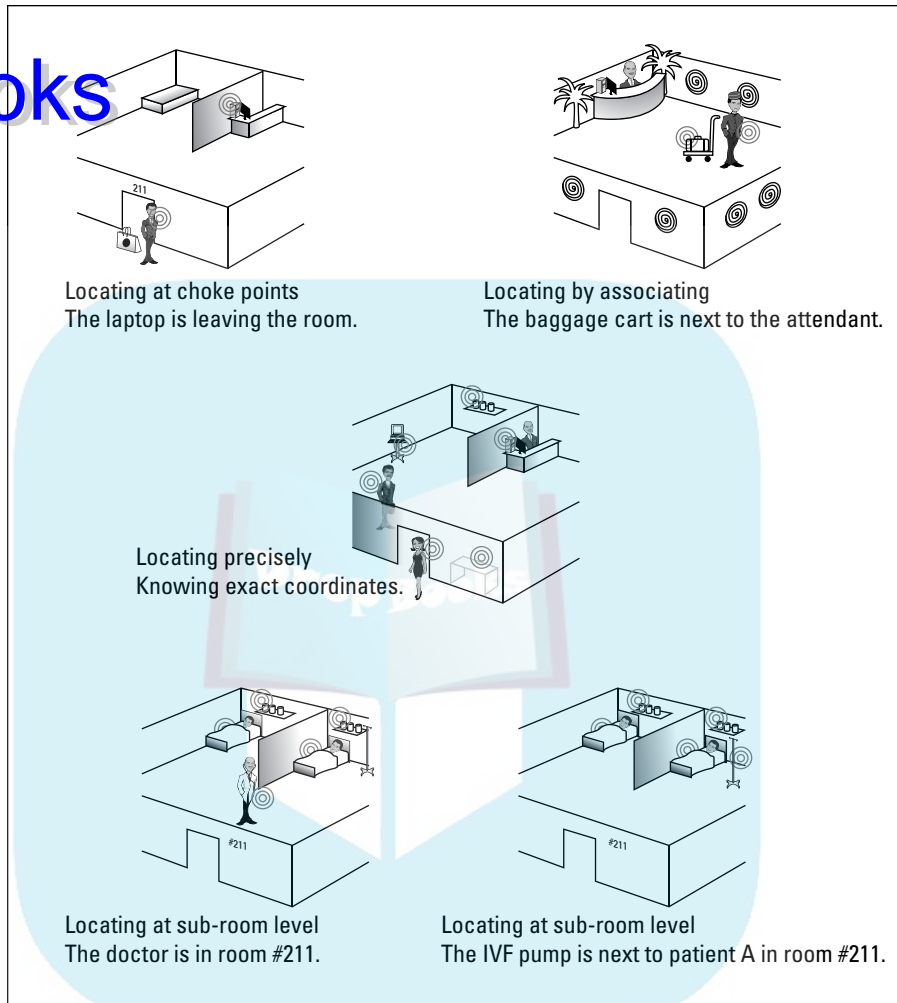 oks
211
Locating at choke points
The laptop is leaving the room.
Locating by associating
The baggage cart is next to the attendant.
Locating precisely
Knowing exact coordinates.
#211
Locating at sub-room level
The doctor is in room #211.
#211
Locating at sub-room level
The IVF pump is next to patient A in room #211.